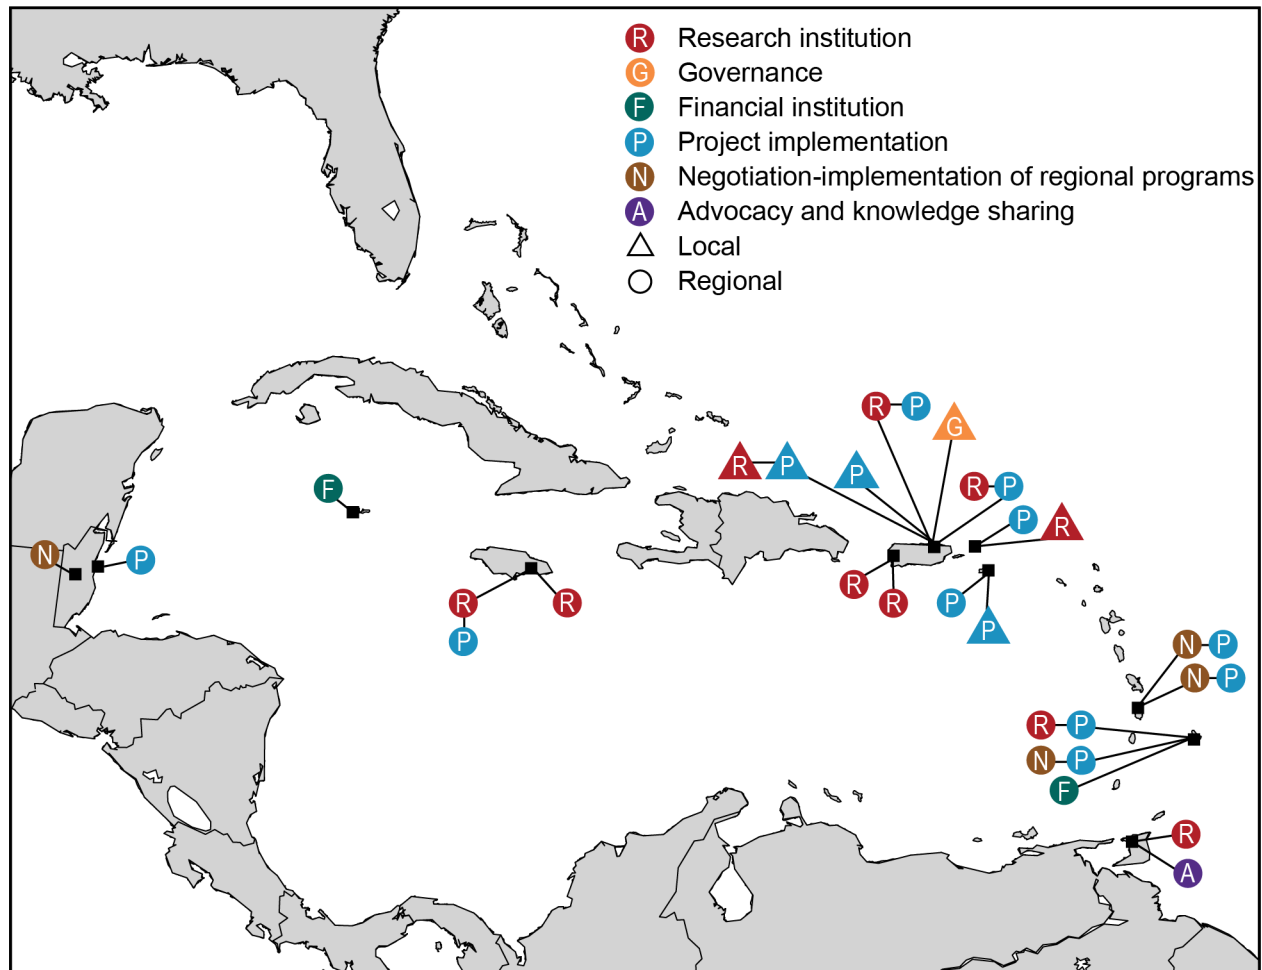 R Research institution
G Governance
F Financial institution
P Project implementation
N Negotiation-implementation of regional programs
A Advocacy and knowledge sharing
Local
Regional
R P
G
R P
P
F
R P
P
R
N
P
R
R
R
R
P
P
P
N P
N P
R P
N P
F
R
A